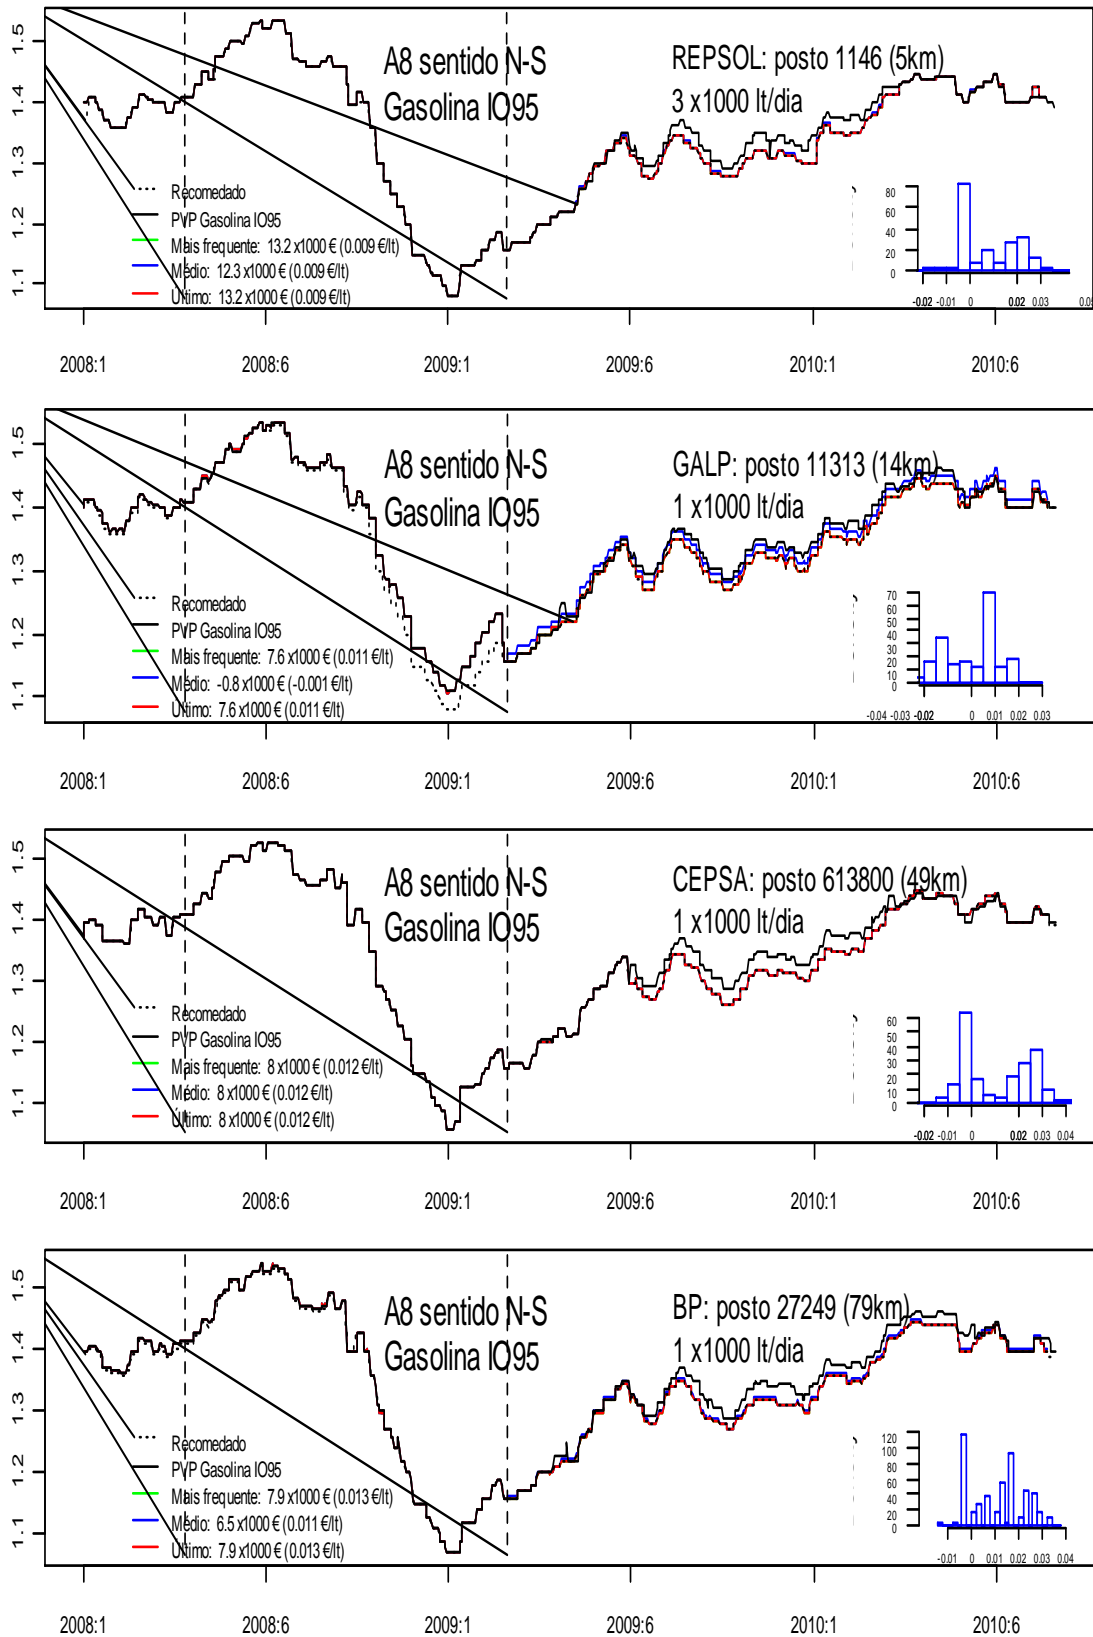 A8 sentido N-S
Gasolina IO95
REPSOL: posto 1146 (5km)
3 x1000 lt/dia
Recomedado
PVP Gasolina IO95
Mais frequente: 13.2 x1000 € (0.009 €/lt)
Médio: 12.3 x1000 € (0.009 €/lt)
Último: 13.2 x1000 € (0.009 €/lt)
1.5
1.4
1.3
1.2
1.1
80
60
40
20
0
-0.02 -0.01 0 0.02 0.03 0.05
2008:1 2008:6 2009:1 2009:6 2010:1 2010:6
A8 sentido N-S
Gasolina IO95
GALP: posto 11313 (14km)
1 x1000 lt/dia
Recomedado
PVP Gasolina IO95
Mais frequente: 7.6 x1000 € (0.011 €/lt)
Médio: -0.8 x1000 € (-0.001 €/lt)
Último: 7.6 x1000 € (0.011 €/lt)
1.5
1.4
1.3
1.2
1.1
70
60
50
40
30
20
10
0
-0.04 -0.03 -0.02 0 0.01 0.02 0.03
2008:1 2008:6 2009:1 2009:6 2010:1 2010:6
A8 sentido N-S
Gasolina IO95
CEPSA: posto 613800 (49km)
1 x1000 lt/dia
Recomedado
PVP Gasolina IO95
Mais frequente: 8 x1000 € (0.012 €/lt)
Médio: 8 x1000 € (0.012 €/lt)
Último: 8 x1000 € (0.012 €/lt)
1.5
1.4
1.3
1.2
1.1
60
50
40
30
20
10
0
-0.02 -0.01 0 0.02 0.03 0.04
2008:1 2008:6 2009:1 2009:6 2010:1 2010:6
A8 sentido N-S
Gasolina IO95
BP: posto 27249 (79km)
1 x1000 lt/dia
Recomedado
PVP Gasolina IO95
Mais frequente: 7.9 x1000 € (0.013 €/lt)
Médio: 6.5 x1000 € (0.011 €/lt)
Último: 7.9 x1000 € (0.013 €/lt)
1.5
1.4
1.3
1.2
1.1
120
100
80
60
40
20
0
-0.01 0 0.01 0.02 0.03 0.04
2008:1 2008:6 2009:1 2009:6 2010:1 2010:6